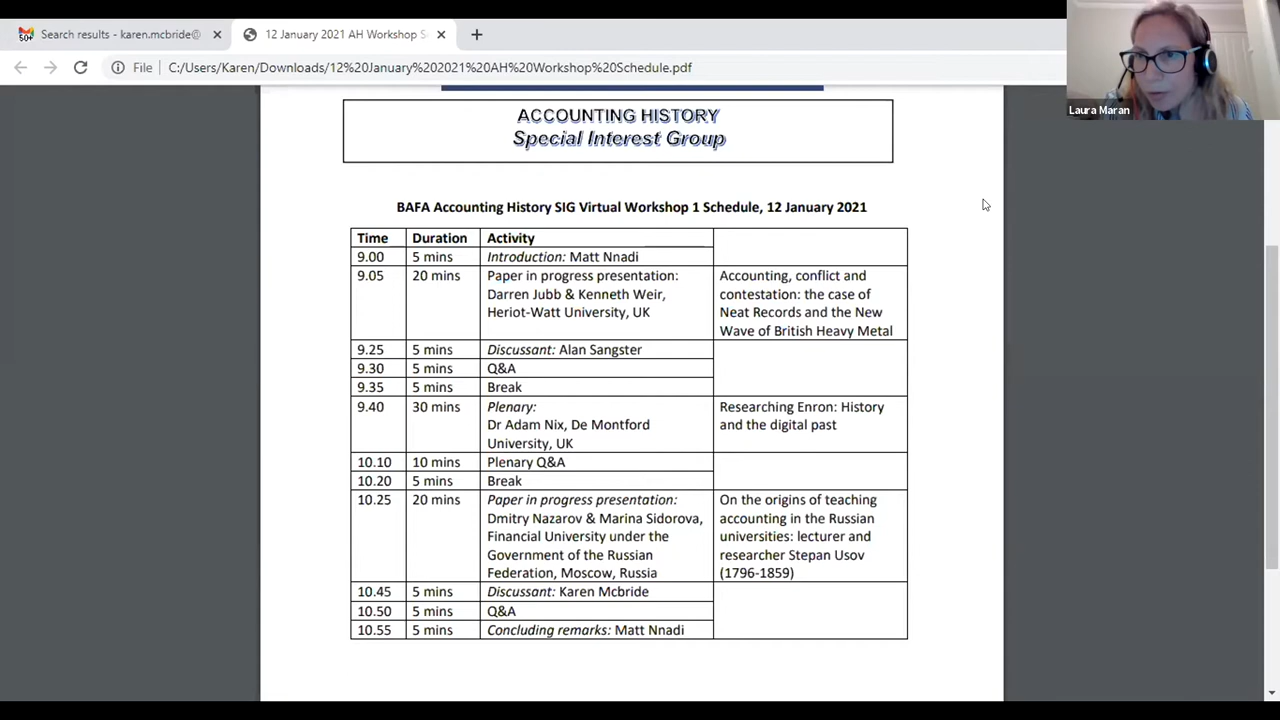 50+
Search results - karen.mcbride@
12 January 2021 AH Workshop S
File
C:/Users/Karen/Downloads/12%20January%202021%20AH%20Workshop%20Schedule.pdf
Laura Maran
ACCOUNTING HISTORY
Special Interest Group
BAFA Accounting History SIG Virtual Workshop 1 Schedule, 12 January 2021
Time Duration Activity
9.00 5 mins Introduction: Matt Nnadi
9.05 20 mins Paper in progress presentation: Accounting, conflict and
Darren Jubb & Kenneth Weir, contestation: the case of
Heriot-Watt University, UK Neat Records and the New
Wave of British Heavy Metal
9.25 5 mins Discussant: Alan Sangster
9.30 5 mins Q&A
9.35 5 mins Break
9.40 30 mins Plenary: Researching Enron: History
Dr Adam Nix, De Montford and the digital past
University, UK
10.10 10 mins Plenary Q&A
10.20 5 mins Break
10.25 20 mins Paper in progress presentation: On the origins of teaching
Dmitry Nazarov & Marina Sidorova, accounting in the Russian
Financial University under the universities: lecturer and
Government of the Russian researcher Stepan Usov
Federation, Moscow, Russia (1796-1859)
10.45 5 mins Discussant: Karen Mcbride
10.50 5 mins Q&A
10.55 5 mins Concluding remarks: Matt Nnadi